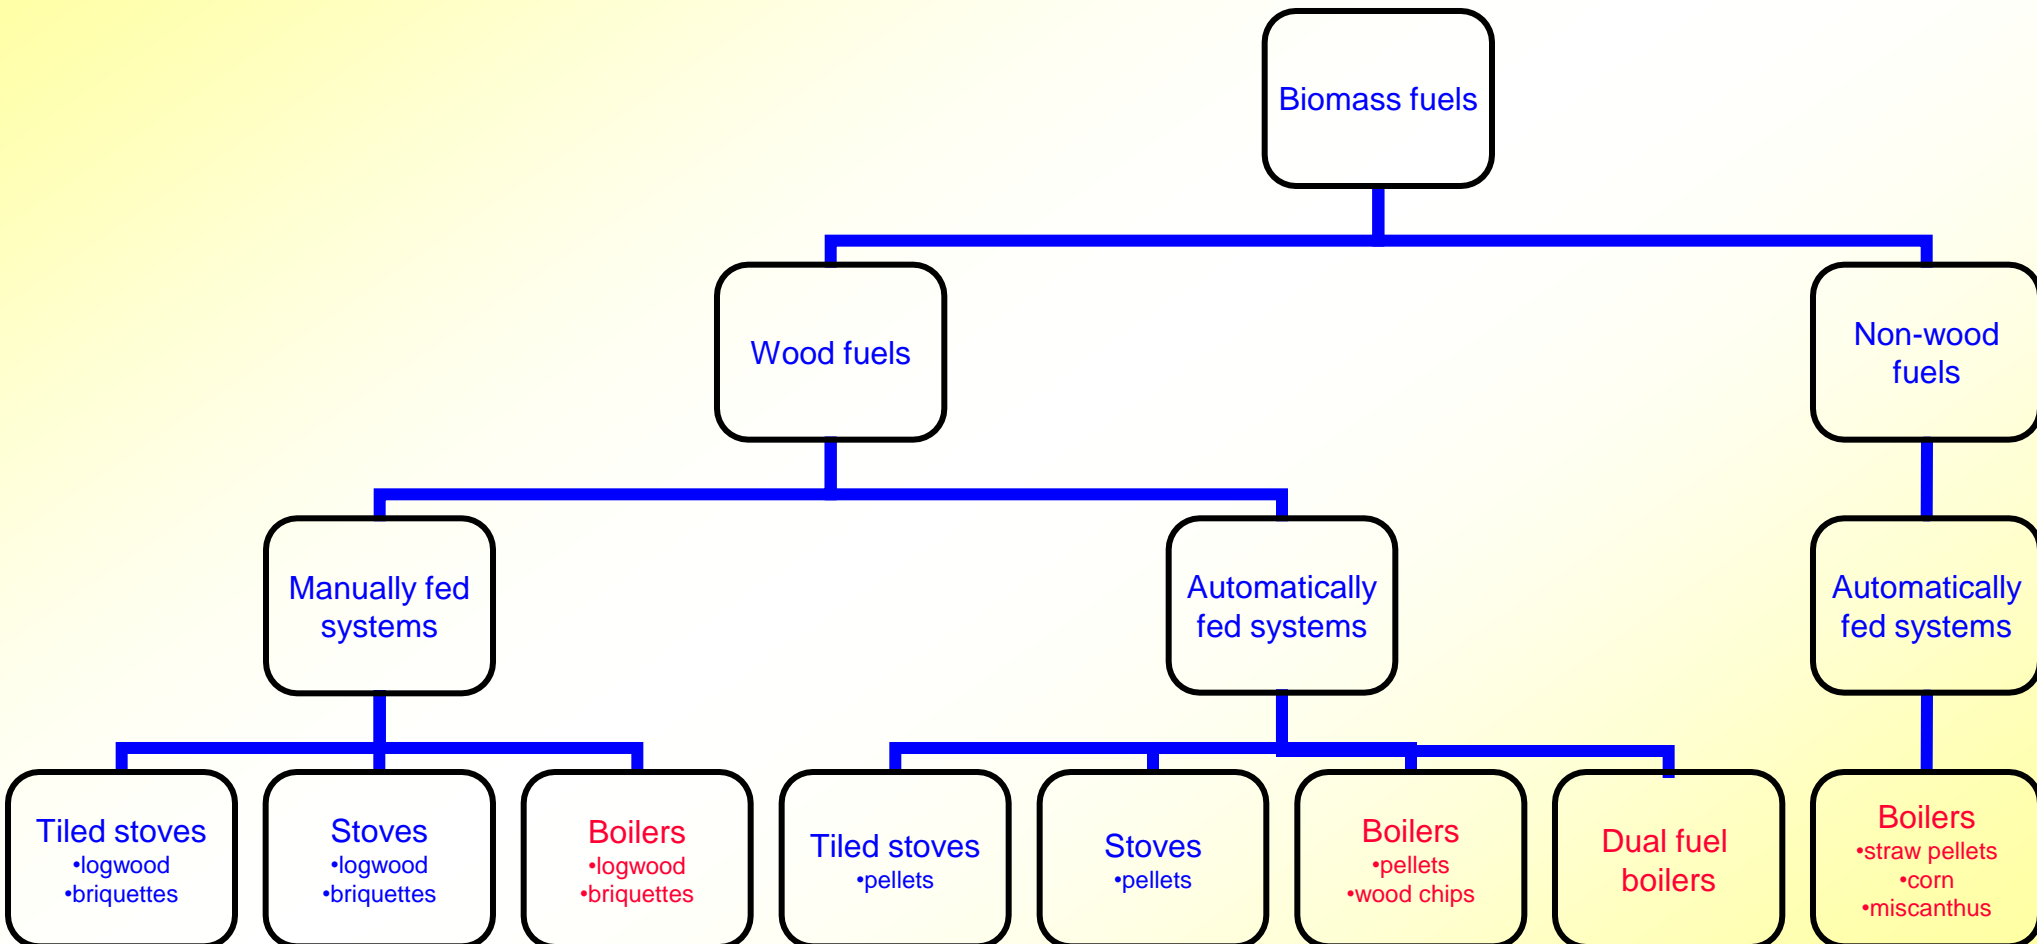 Biomass fuels
Wood fuels
Non-wood
fuels
Manually fed
systems
Automatically
fed systems
Automatically
fed systems
Tiled stoves
•logwood
•briquettes
Stoves
•logwood
•briquettes
Boilers
•logwood
•briquettes
Tiled stoves
•pellets
Stoves
•pellets
Boilers
•pellets
•wood chips
Dual fuel
boilers
Boilers
•straw pellets
•corn
•miscanthus